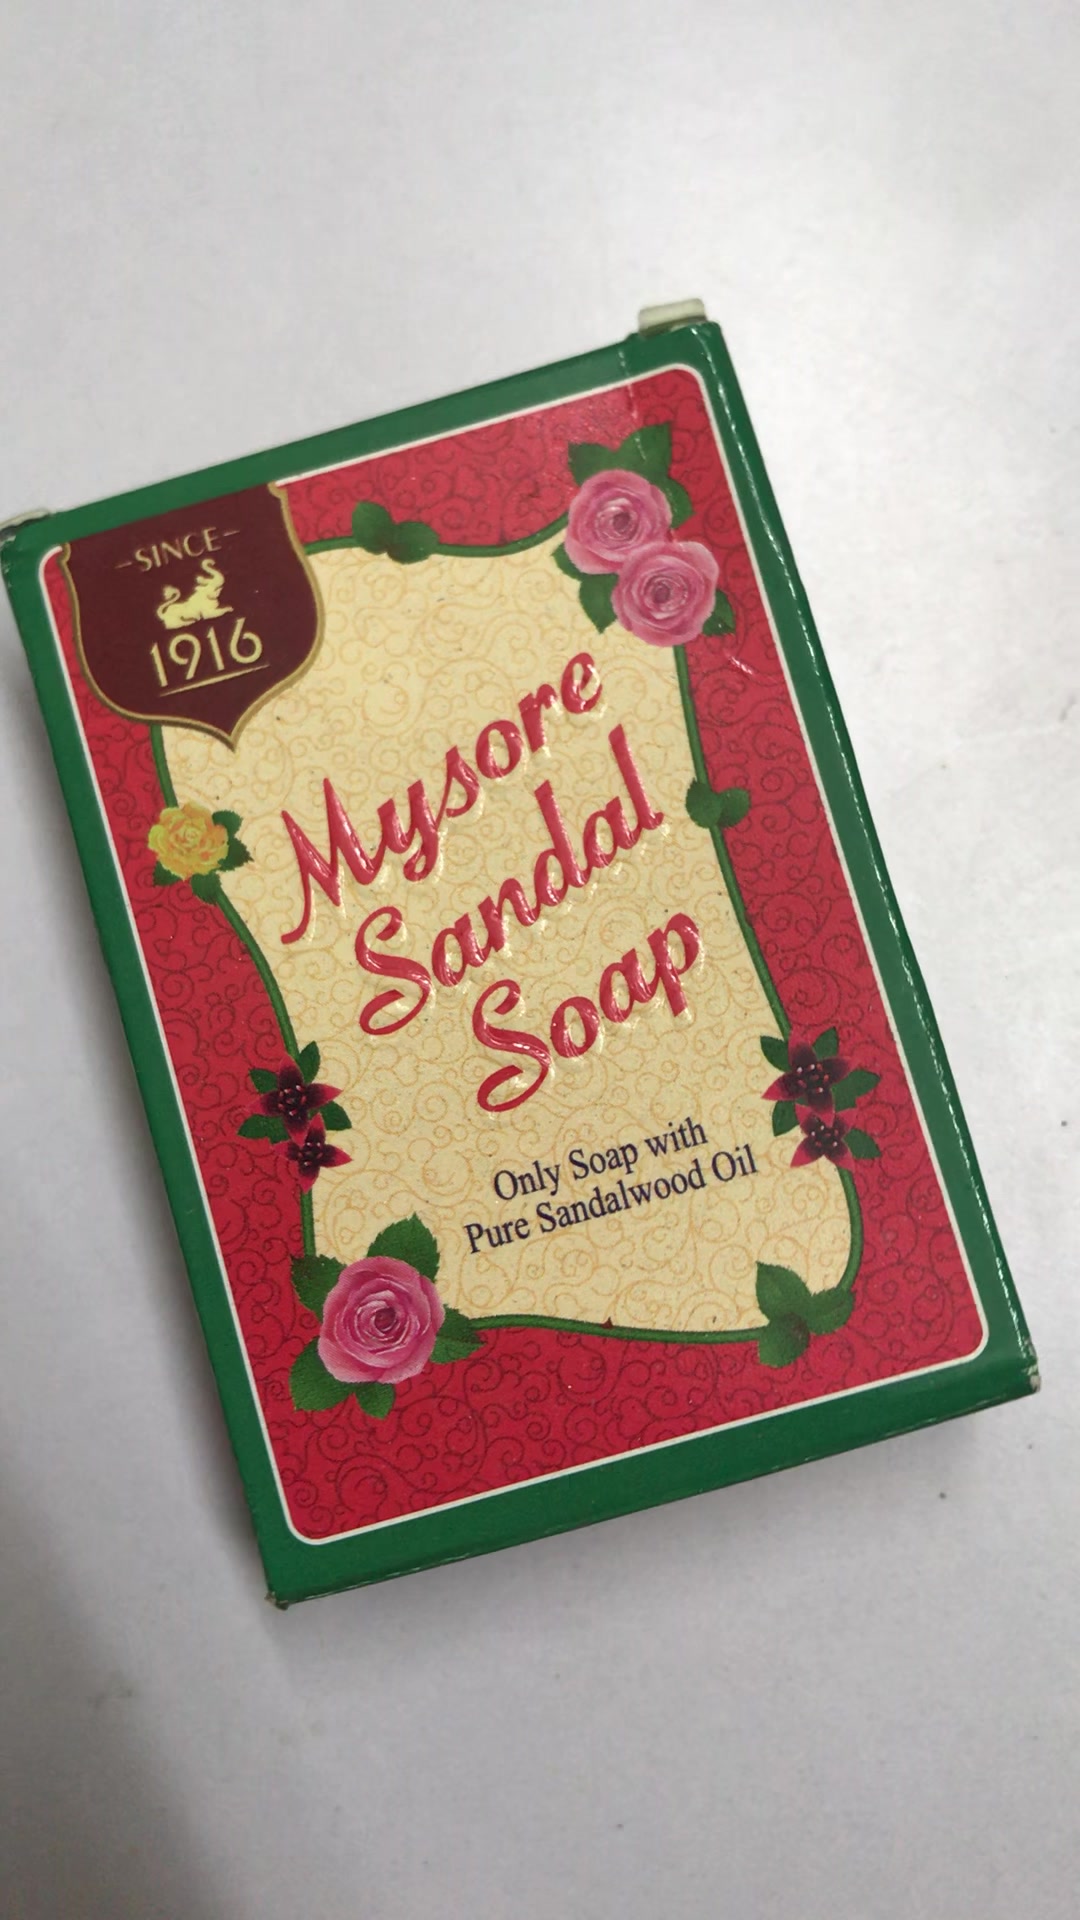 -SINCE-
1916
Mysore
Sandal
Soap
Only Soap with
Pure Sandalwood Oil